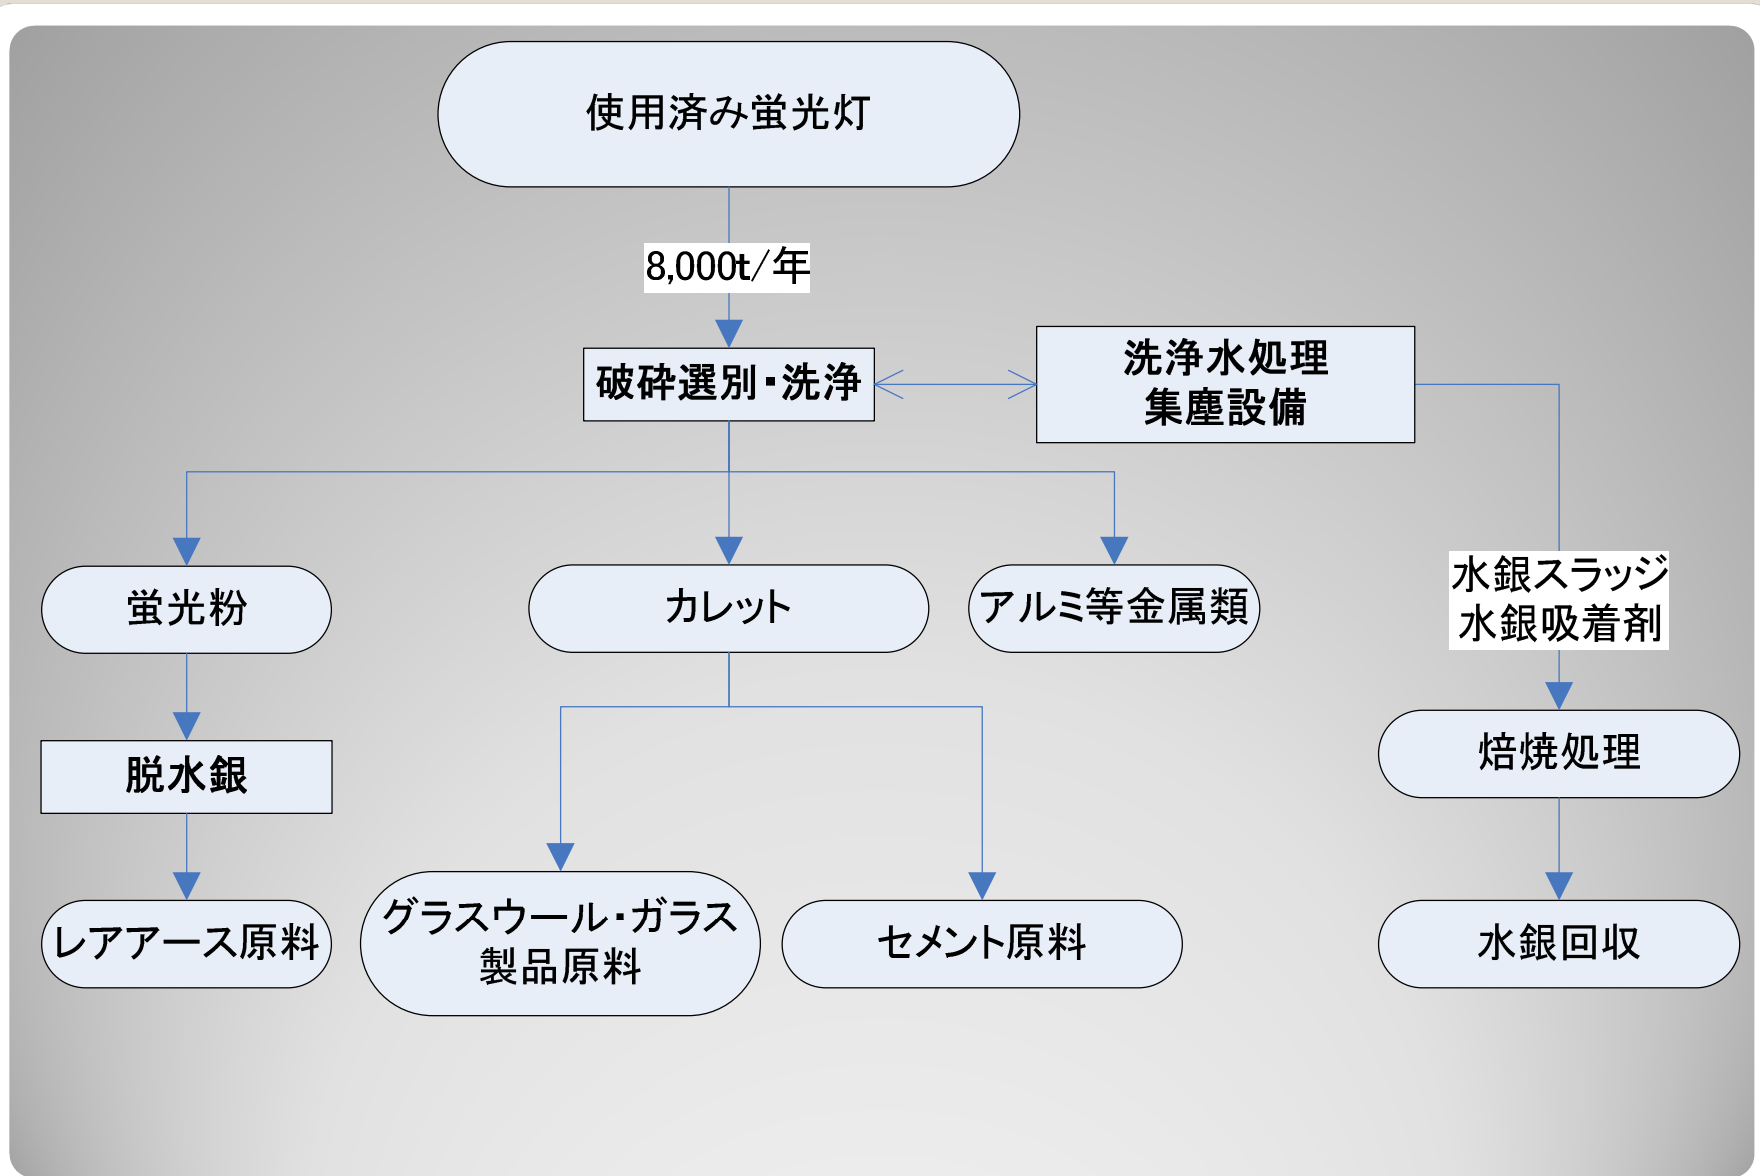 使用済み蛍光灯
8,000t/年
破砕選別・洗浄
洗浄水処理
集塵設備
蛍光粉
カレット
アルミ等金属類
水銀スラッジ
水銀吸着剤
脱水銀
焙焼処理
レアアース原料
グラスウール・ガラス
製品原料
セメント原料
水銀回収